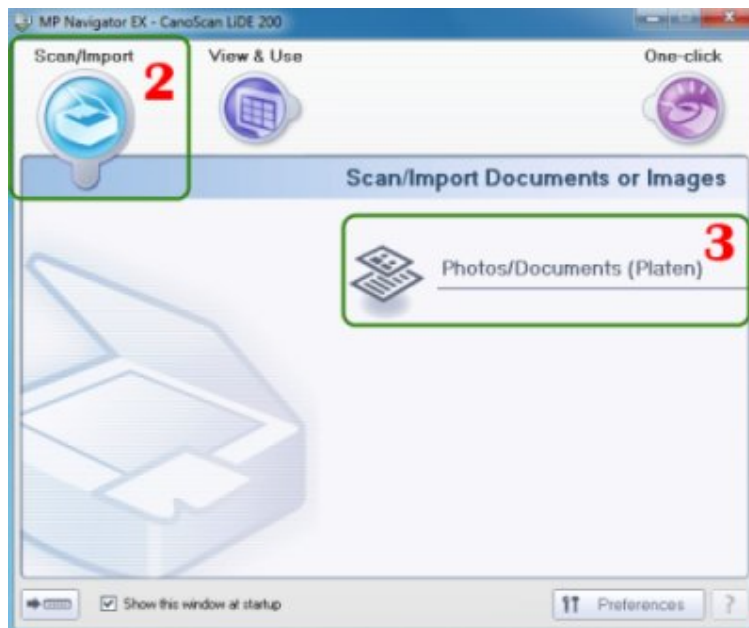 MP Navigator EX - CanoScan LiDE 200
Scan/Import 2
View & Use
One-click
Scan/Import Documents or Images
3
Photos/Documents (Platen)
Show this window at startup
Preferences
?